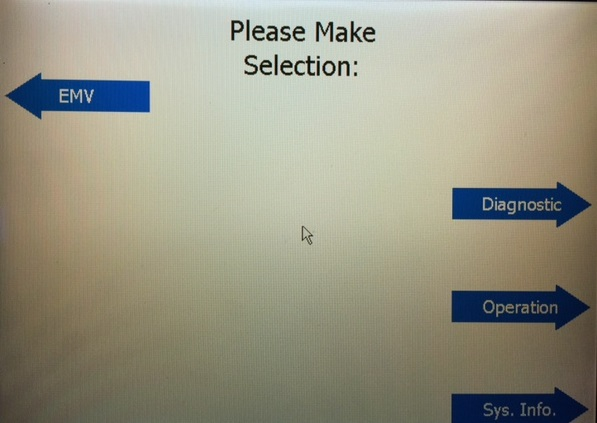 Please Make
Selection:
EMV
Diagnostic
Operation
Sys. Info.